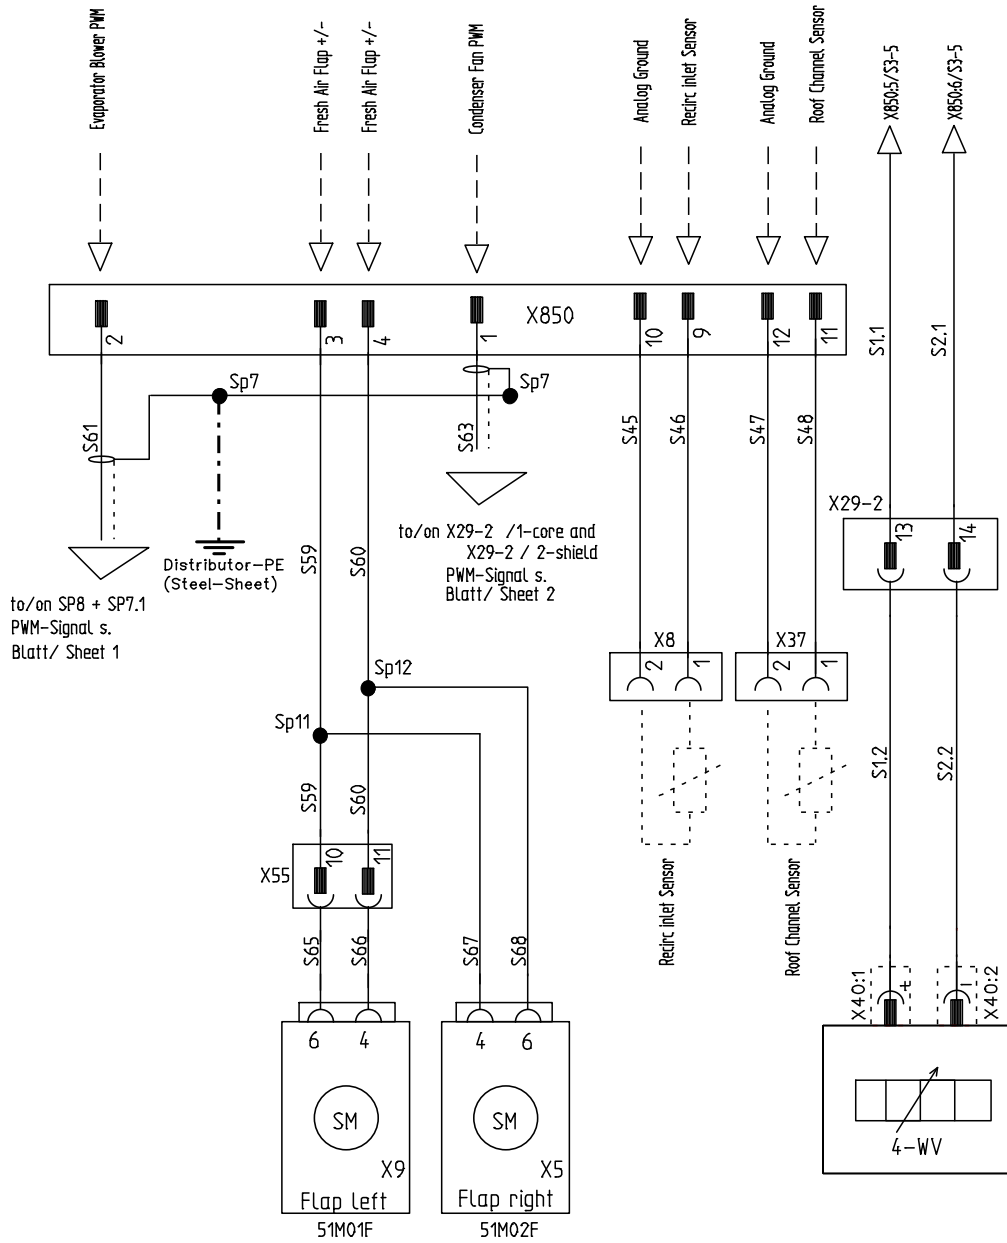 Evaporator Blower PWM
Fresh Air Flap +/-
Fresh Air Flap +/-
Condenser Fan PWM
Analog Ground
Recirc inlet Sensor
Analog Ground
Roof Channel Sensor
X850:5/S3-5
X850:6/S3-5
X850
2
3
4
1
10
9
12
11
S1.1
S2.1
Sp7
Sp7
S61
S63
S45
S46
S47
S48
X29-2
13
14
to/on X29-2 /1-core and
X29-2 / 2-shield
PWM-Signal s.
Blatt/ Sheet 2
S59
S60
Distributor-PE
(Steel-Sheet)
to/on SP8 + SP7.1
PWM-Signal s.
Blatt/ Sheet 1
X8
2
1
X37
2
1
Sp12
Sp11
S59
S60
S1.2
S2.2
X55
10
11
Recirc inlet Sensor
Roof Channel Sensor
S65
S66
S67
S68
X40:1
+
-
X40:2
6
4
4
6
SM
SM
4-WV
X9
X5
Flap left
Flap right
51M01F
51M02F